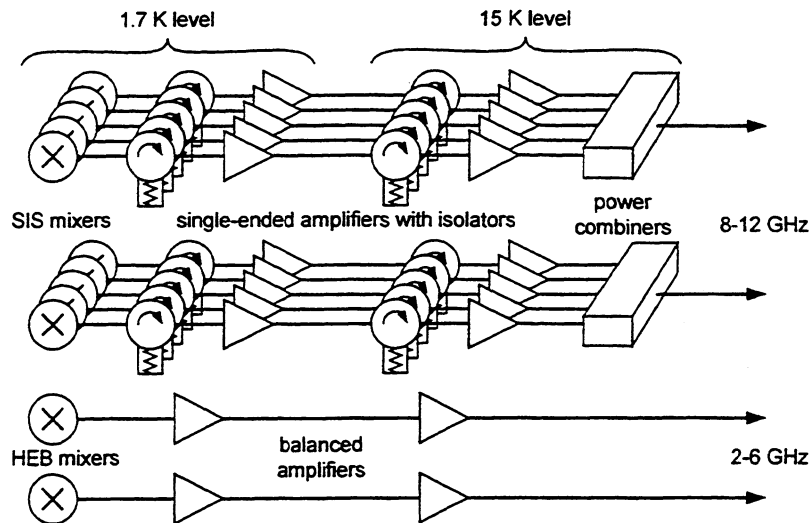 1.7 K level
15 K level
SIS mixers
single-ended amplifiers with isolators
power
combiners
8-12 GHz
HEB mixers
balanced
amplifiers
2-6 GHz